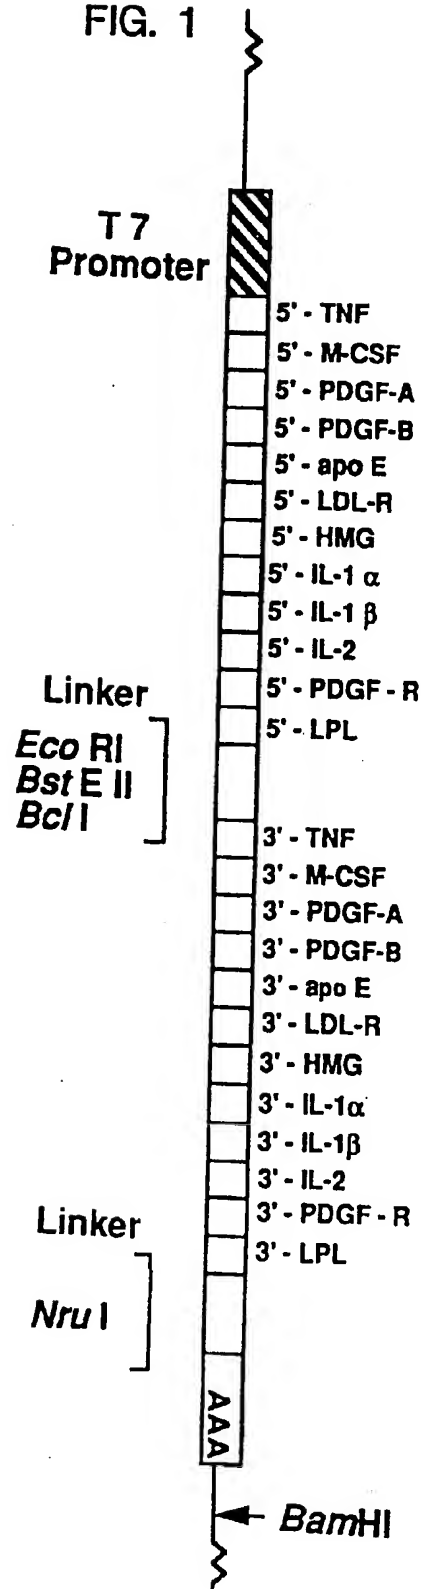 FIG. 1
T7
Promoter
5' - TNF
5' - M-CSF
5' - PDGF-A
5' - PDGF-B
5' - apo E
5' - LDL-R
5' - HMG
5' - IL-1 α
5' - IL-1 β
5' - IL-2
5' - PDGF - R
5' - LPL
Linker
Eco RI
Bst E II
Bcl I
3' - TNF
3' - M-CSF
3' - PDGF-A
3' - PDGF-B
3' - apo E
3' - LDL-R
3' - HMG
3' - IL-1α
3' - IL-1β
3' - IL-2
3' - PDGF - R
3' - LPL
Linker
Nru I
AAA
BamHI